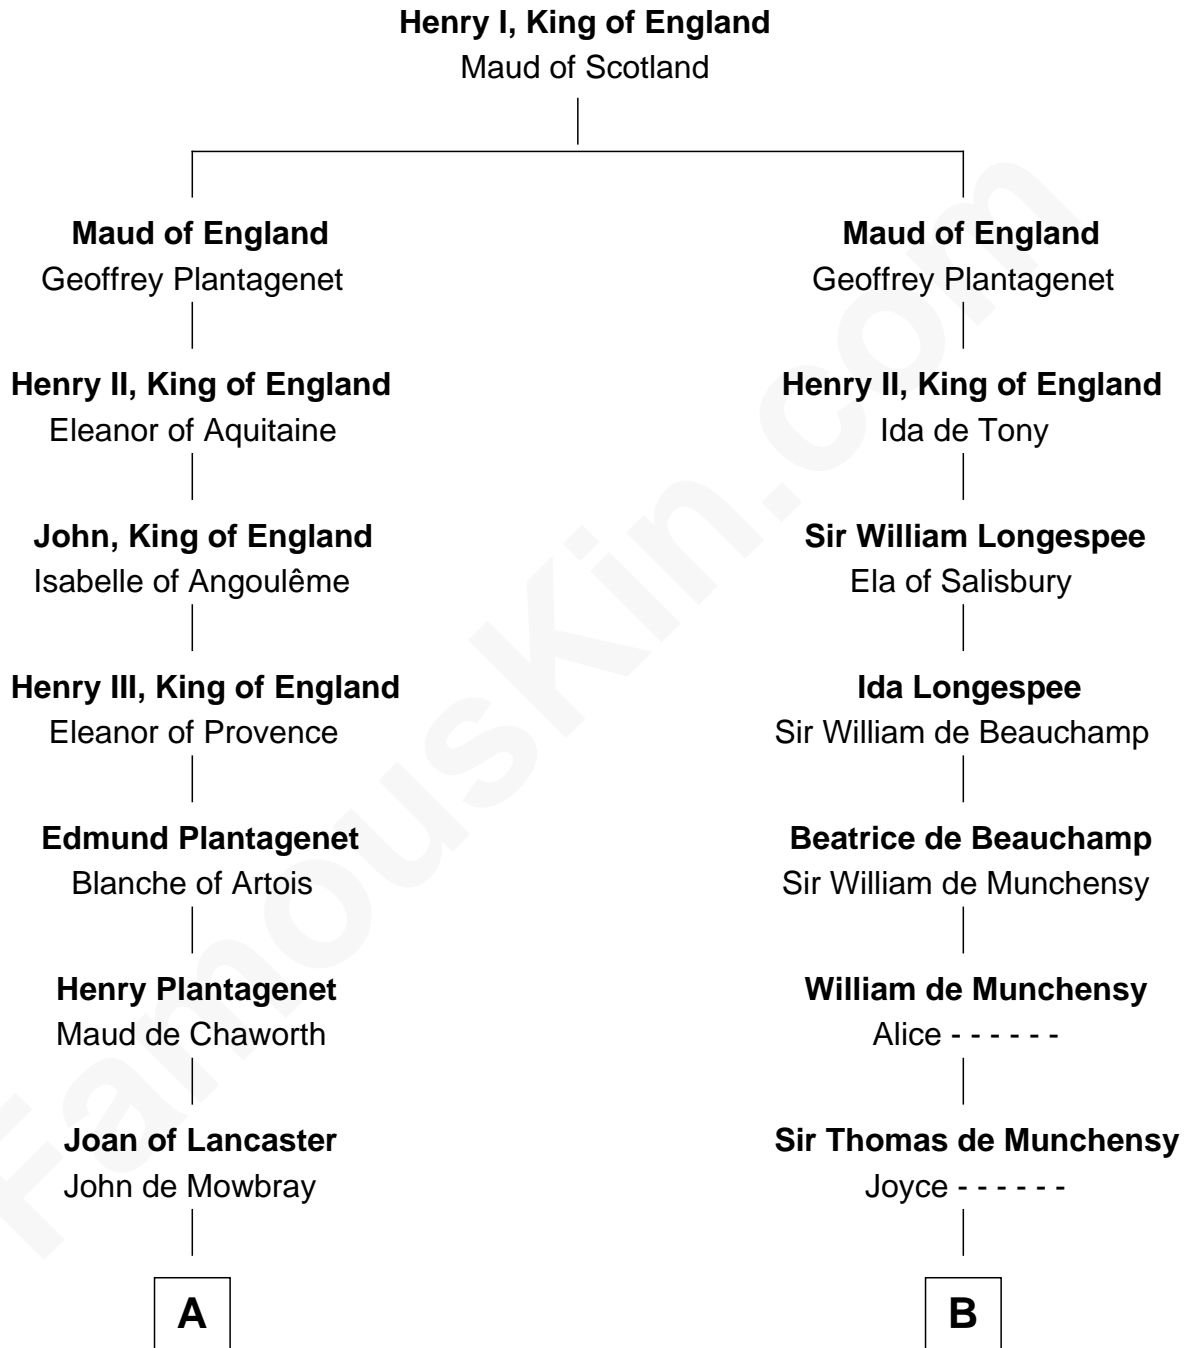 Henry I, King of England
Maud of Scotland
Maud of England
Geoffrey Plantagenet
Henry II, King of England
Eleanor of Aquitaine
John, King of England
Isabelle of Angoulême
Henry III, King of England
Eleanor of Provence
Edmund Plantagenet
Blanche of Artois
Henry Plantagenet
Maud de Chaworth
Joan of Lancaster
John de Mowbray
A
Maud of England
Geoffrey Plantagenet
Henry II, King of England
Ida de Tony
Sir William Longespee
Ela of Salisbury
Ida Longespee
Sir William de Beauchamp
Beatrice de Beauchamp
Sir William de Munchensy
William de Munchensy
Alice - - - - - -
Sir Thomas de Munchensy
Joyce - - - - - -
B
FamousKin.com